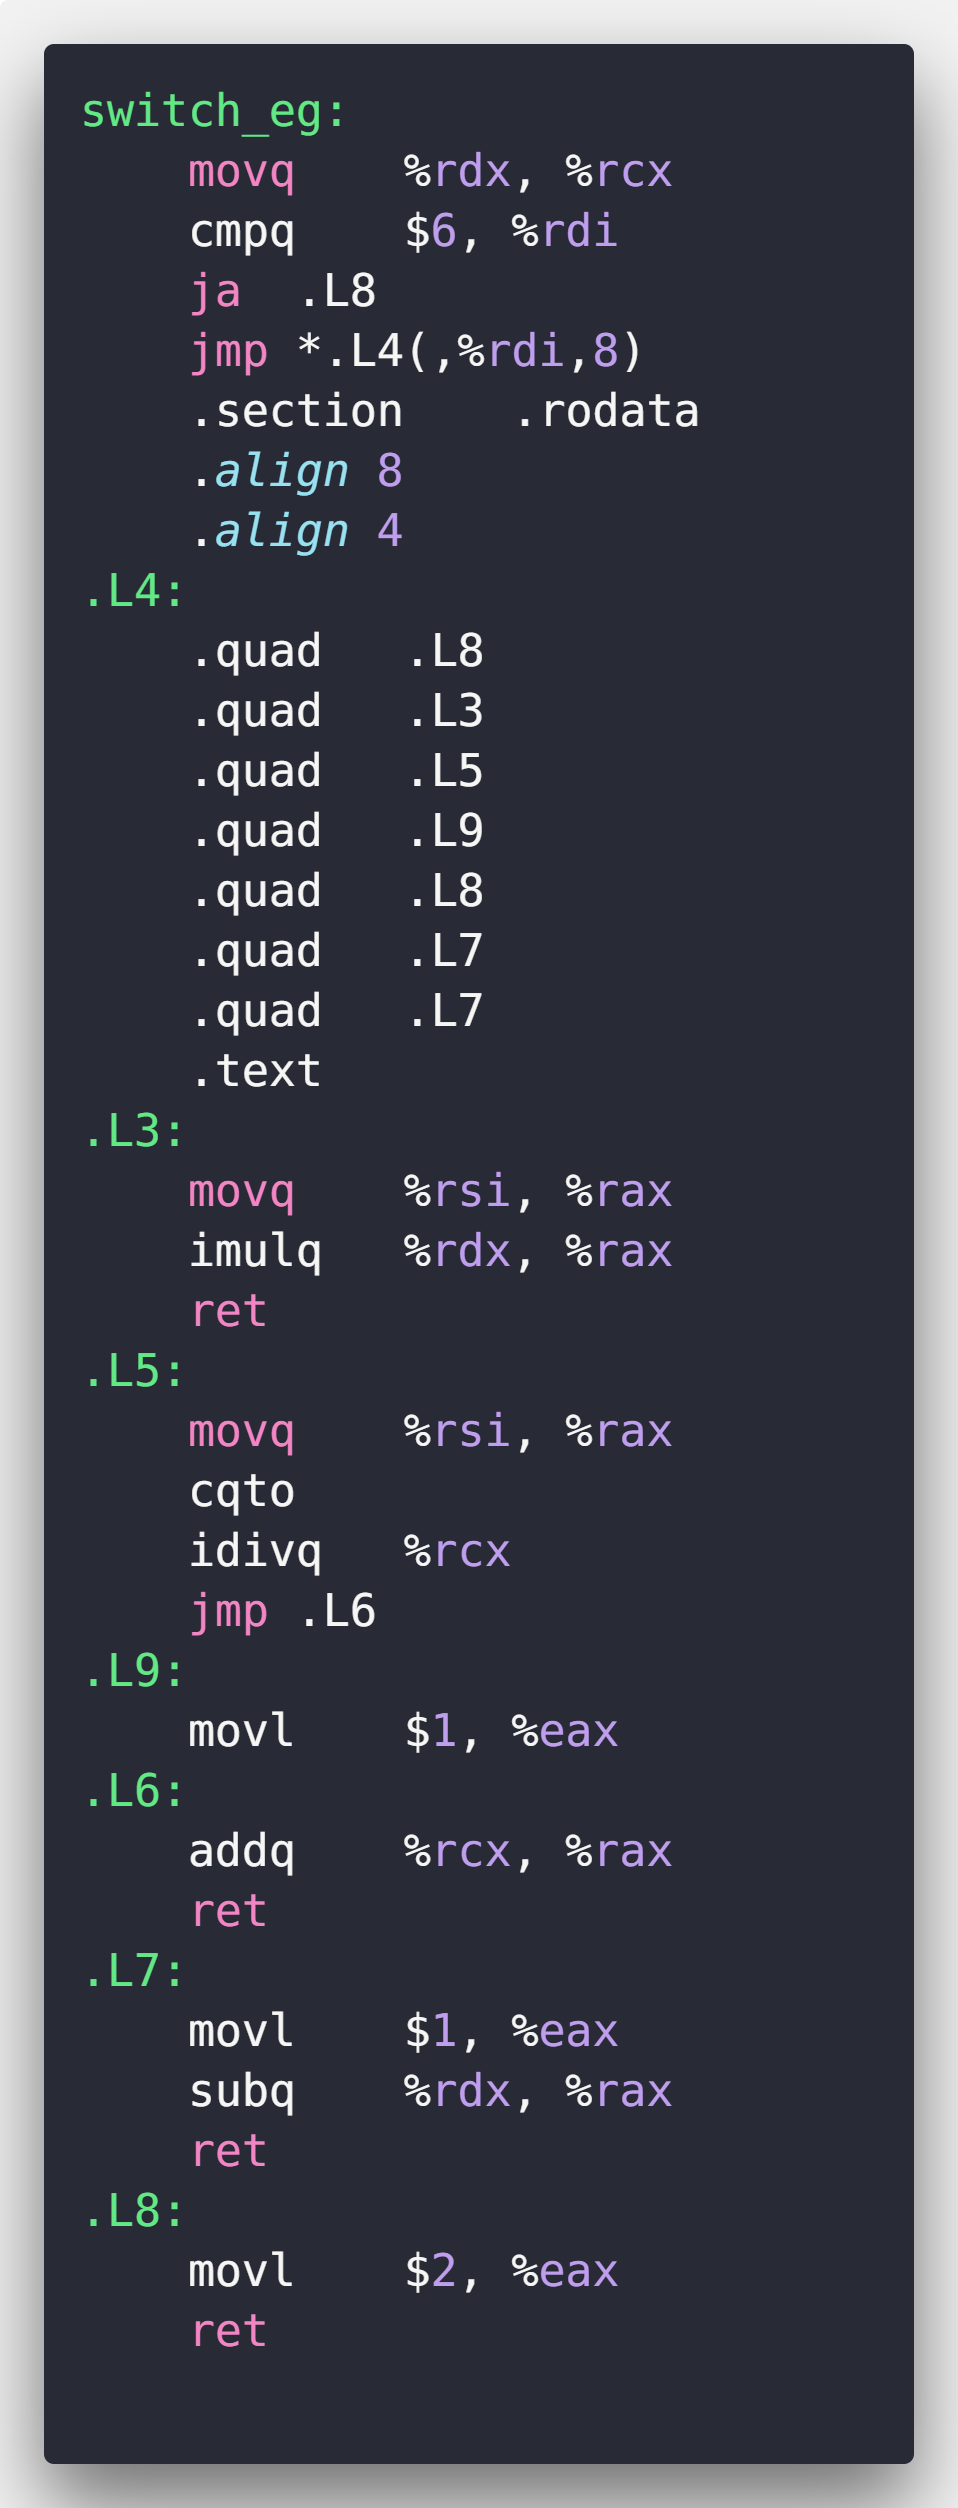 switch_eg:
    movq    %rdx, %rcx
    cmpq    $6, %rdi
    ja  .L8
    jmp *.L4(,%rdi,8)
    .section    .rodata
    .align 8
    .align 4
.L4:
    .quad   .L8
    .quad   .L3
    .quad   .L5
    .quad   .L9
    .quad   .L8
    .quad   .L7
    .quad   .L7
    .text
.L3:
    movq    %rsi, %rax
    imulq   %rdx, %rax
    ret
.L5:
    movq    %rsi, %rax
    cqto
    idivq   %rcx
    jmp .L6
.L9:
    movl    $1, %eax
.L6:
    addq    %rcx, %rax
    ret
.L7:
    movl    $1, %eax
    subq    %rdx, %rax
    ret
.L8:
    movl    $2, %eax
    ret